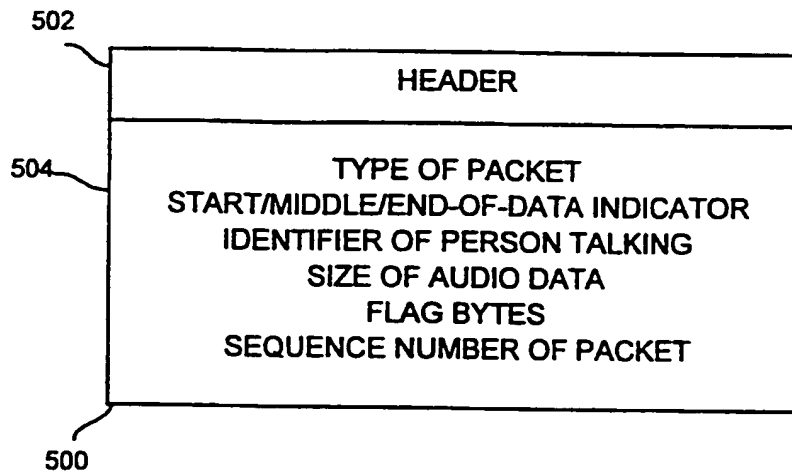 502
HEADER
504
TYPE OF PACKET
START/MIDDLE/END-OF-DATA INDICATOR
IDENTIFIER OF PERSON TALKING
SIZE OF AUDIO DATA
FLAG BYTES
SEQUENCE NUMBER OF PACKET
500